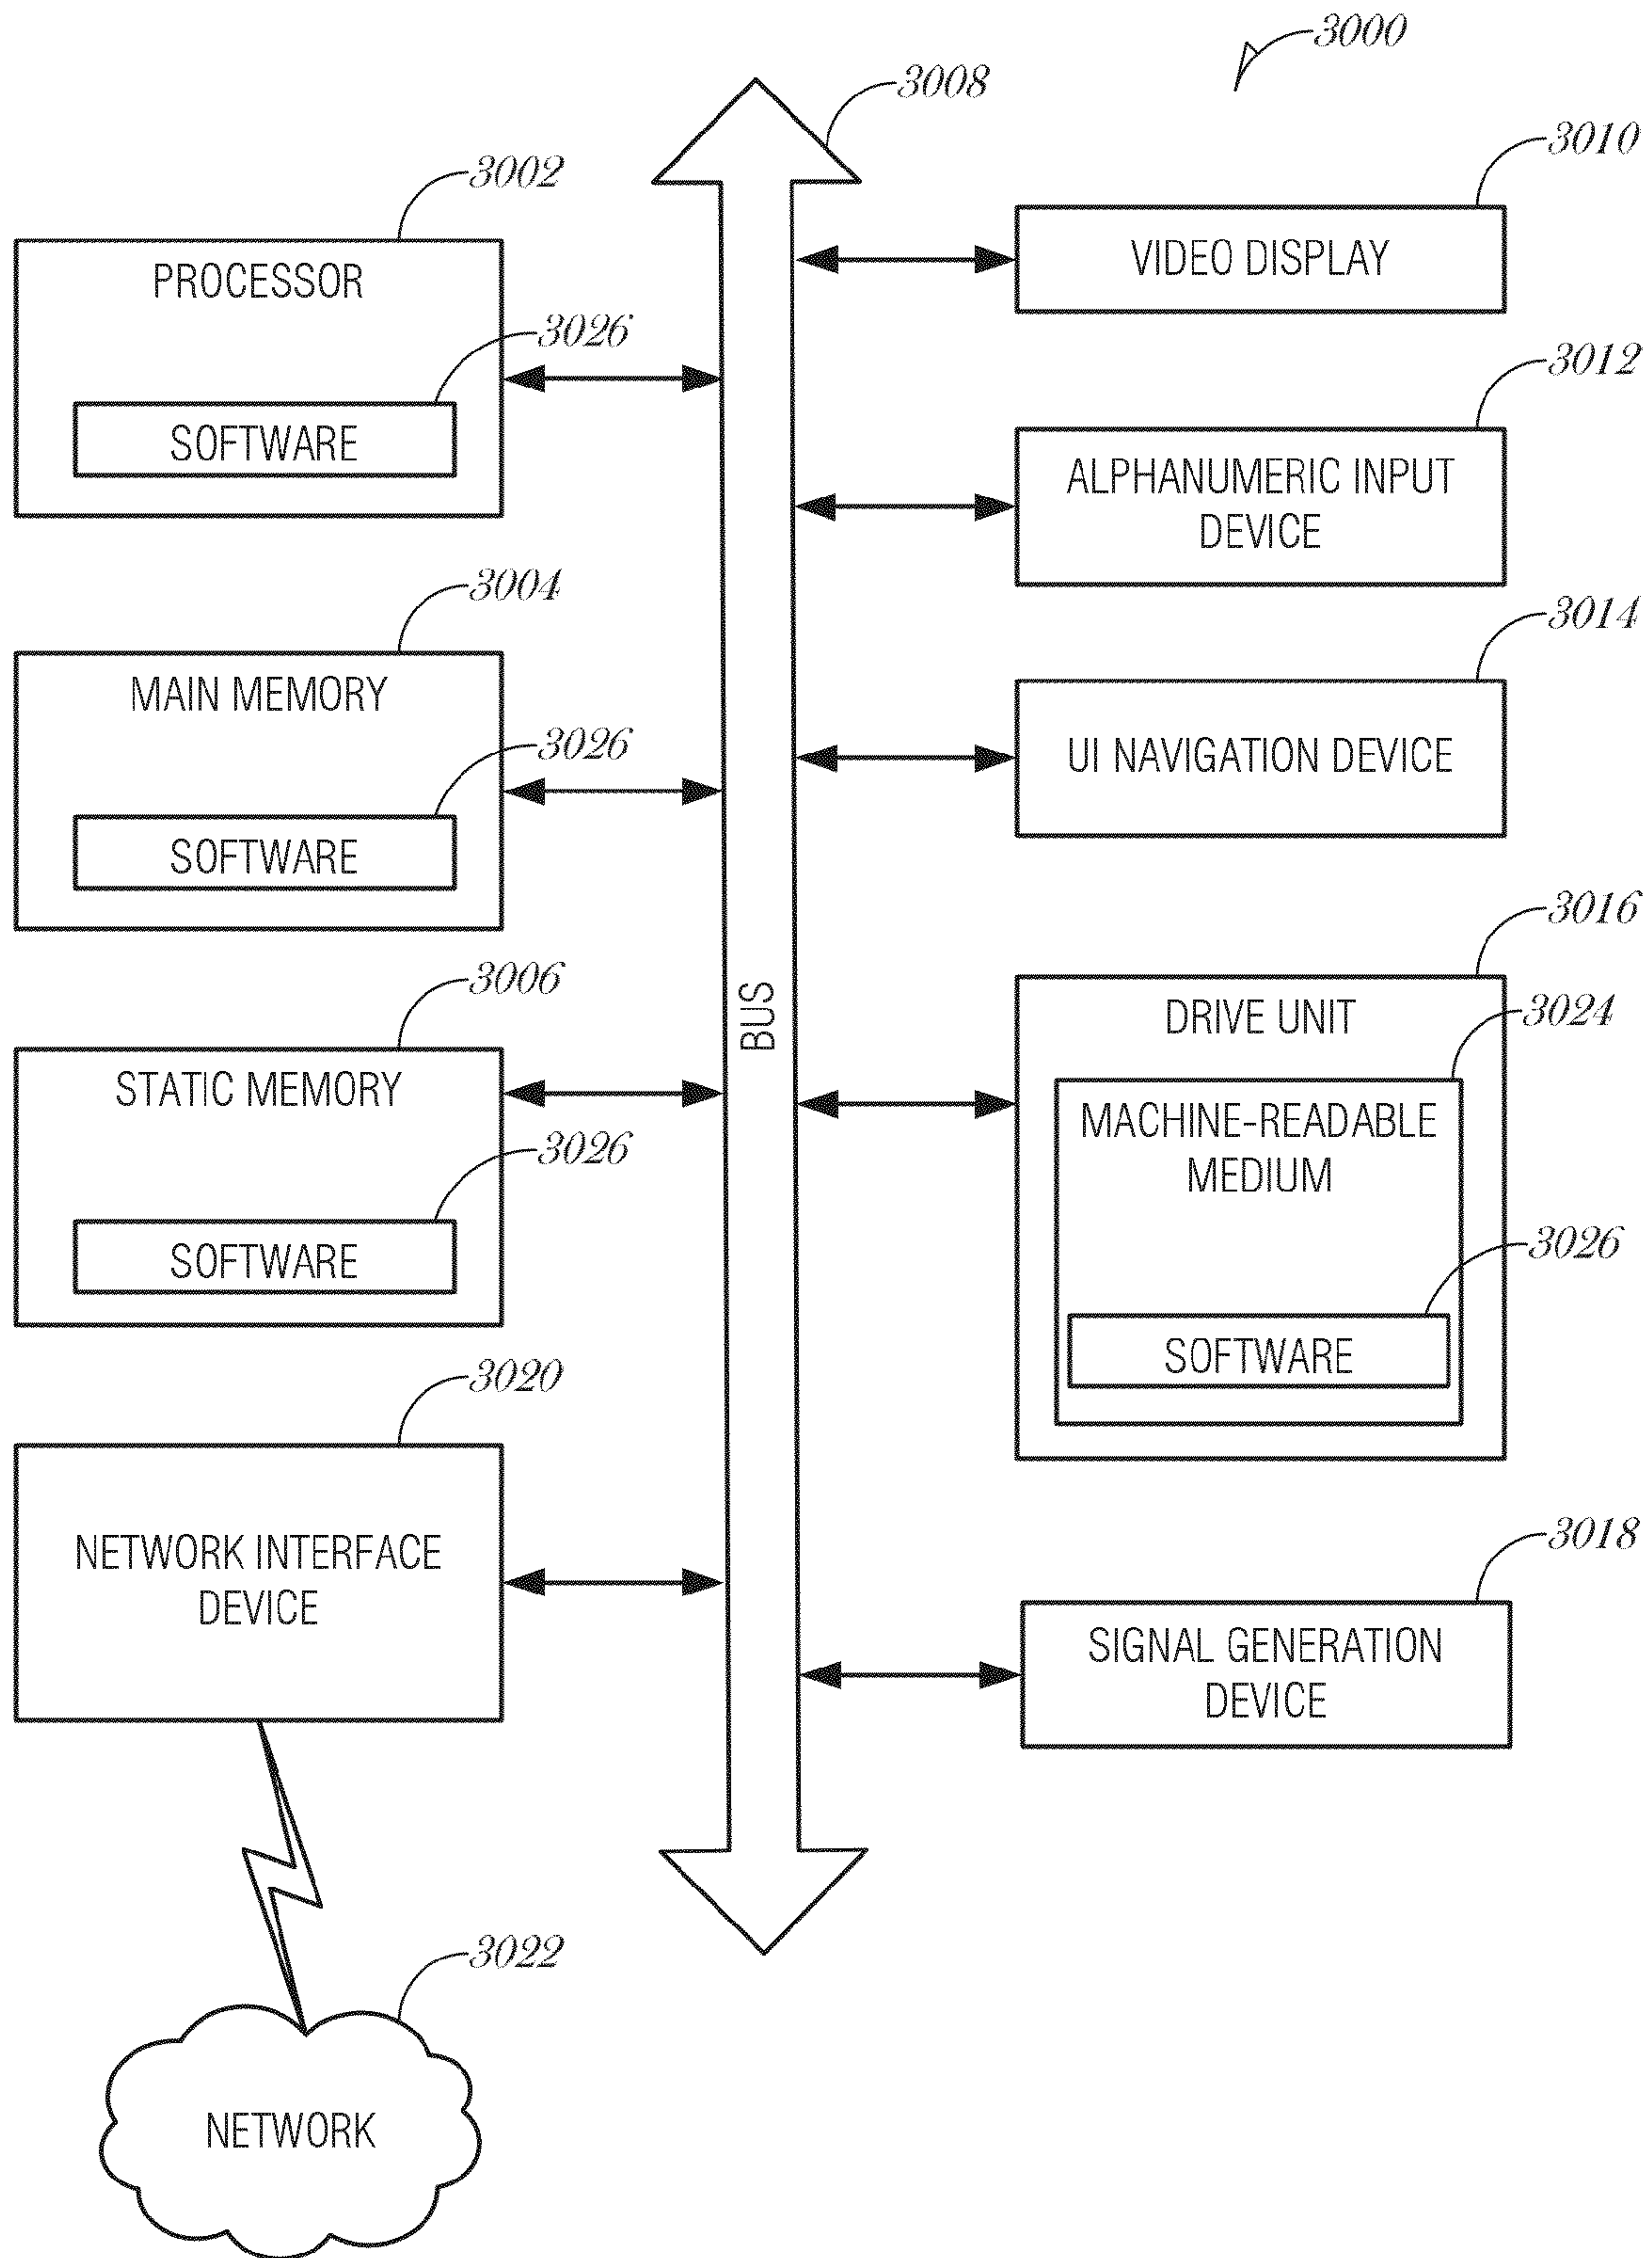 3000
3008
3002
PROCESSOR
3026
SOFTWARE
3004
MAIN MEMORY
3026
SOFTWARE
3006
STATIC MEMORY
3026
SOFTWARE
3020
NETWORK INTERFACE
DEVICE
3022
NETWORK
BUS
3010
VIDEO DISPLAY
3012
ALPHANUMERIC INPUT
DEVICE
3014
UI NAVIGATION DEVICE
3016
DRIVE UNIT
3024
MACHINE-READABLE
MEDIUM
3026
SOFTWARE
3018
SIGNAL GENERATION
DEVICE